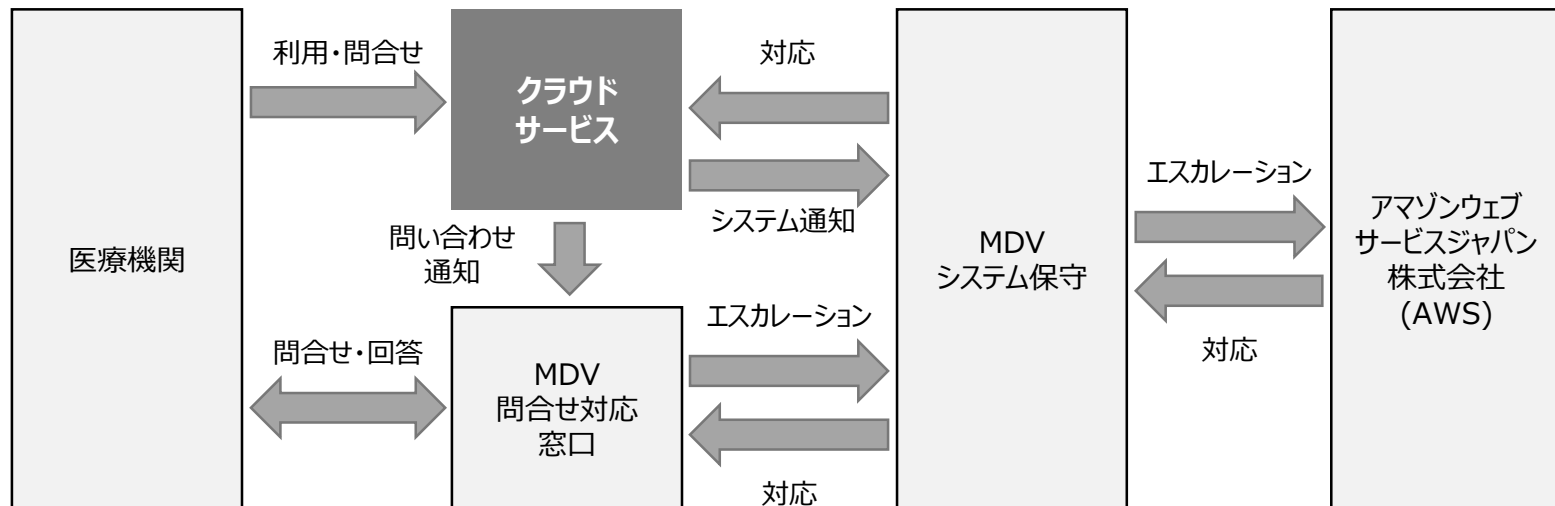 利用・問合せ
クラウド
サービス
対応
システム通知
問い合わせ
通知
医療機関
問合せ・回答
MDV
問合せ対応
窓口
エスカレーション
対応
MDV
システム保守
エスカレーション
対応
アマゾンウェブ
サービスジャパン
株式会社
(AWS)